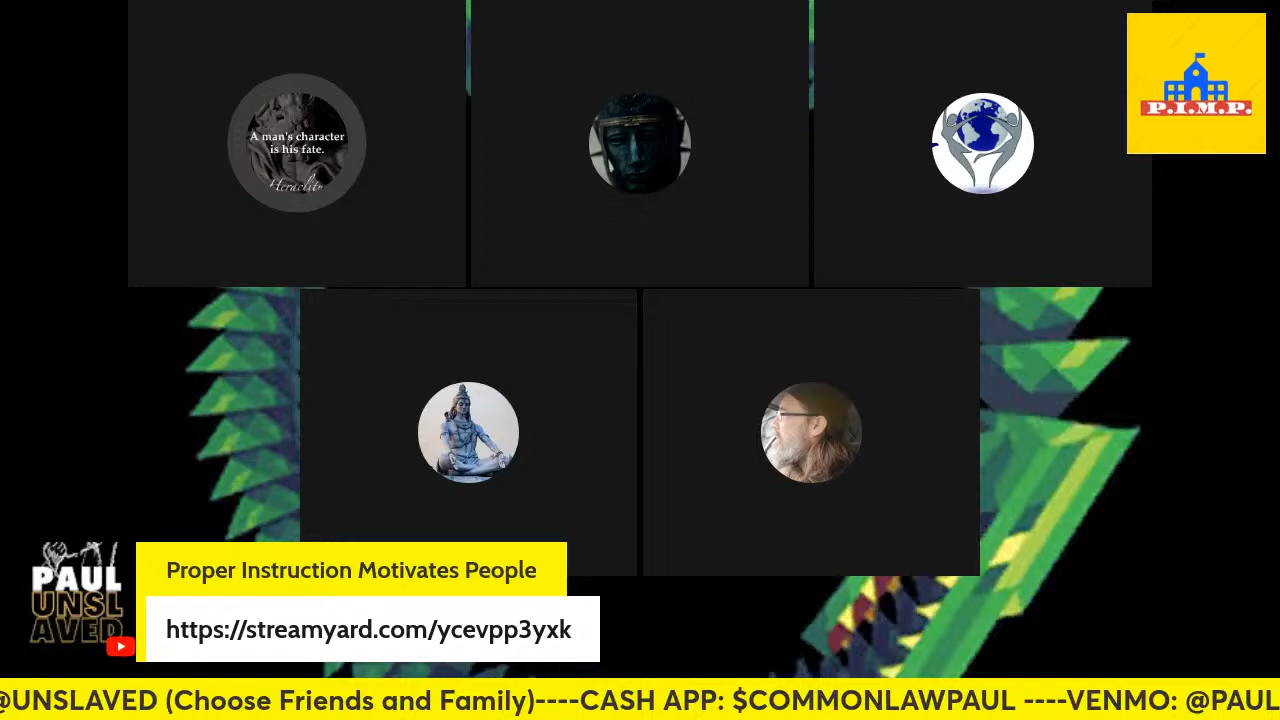 A man's character
is his fate.
Heraclitus
P.I.M.P.
PAUL
UNSL
AVED
Proper Instruction Motivates People
https://streamyard.com/ycevpp3yxk
@UNSLAVED (Choose Friends and Family)----CASH APP: $COMMONLAWPAUL ----VENMO: @PAUL